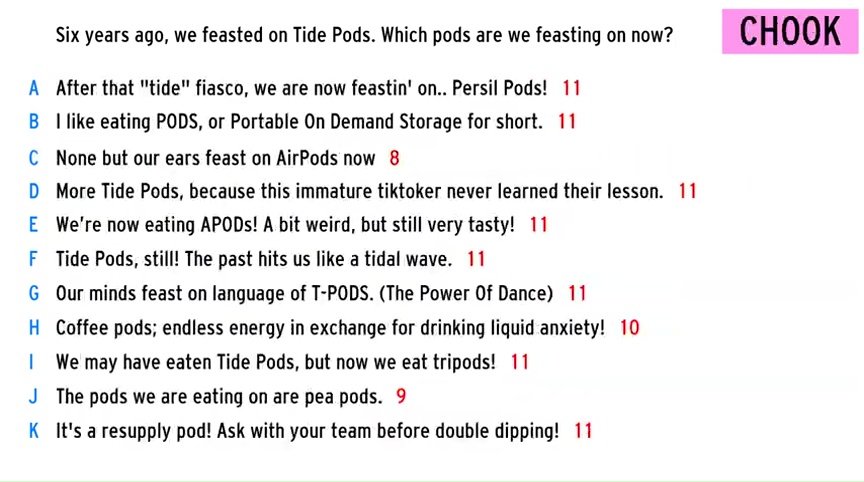 Six years ago, we feasted on Tide Pods. Which pods are we feasting on now?
CHOOK
A After that "tide" fiasco, we are now feastin' on.. Persil Pods! 11
B I like eating PODS, or Portable On Demand Storage for short. 11
C None but our ears feast on AirPods now 8
D More Tide Pods, because this immature tiktoker never learned their lesson. 11
E We're now eating APODs! A bit weird, but still very tasty! 11
F Tide Pods, still! The past hits us like a tidal wave. 11
G Our minds feast on language of T-PODS. (The Power Of Dance) 11
H Coffee pods; endless energy in exchange for drinking liquid anxiety! 10
I We may have eaten Tide Pods, but now we eat tripods! 11
J The pods we are eating on are pea pods. 9
K It's a resupply pod! Ask with your team before double dipping! 11